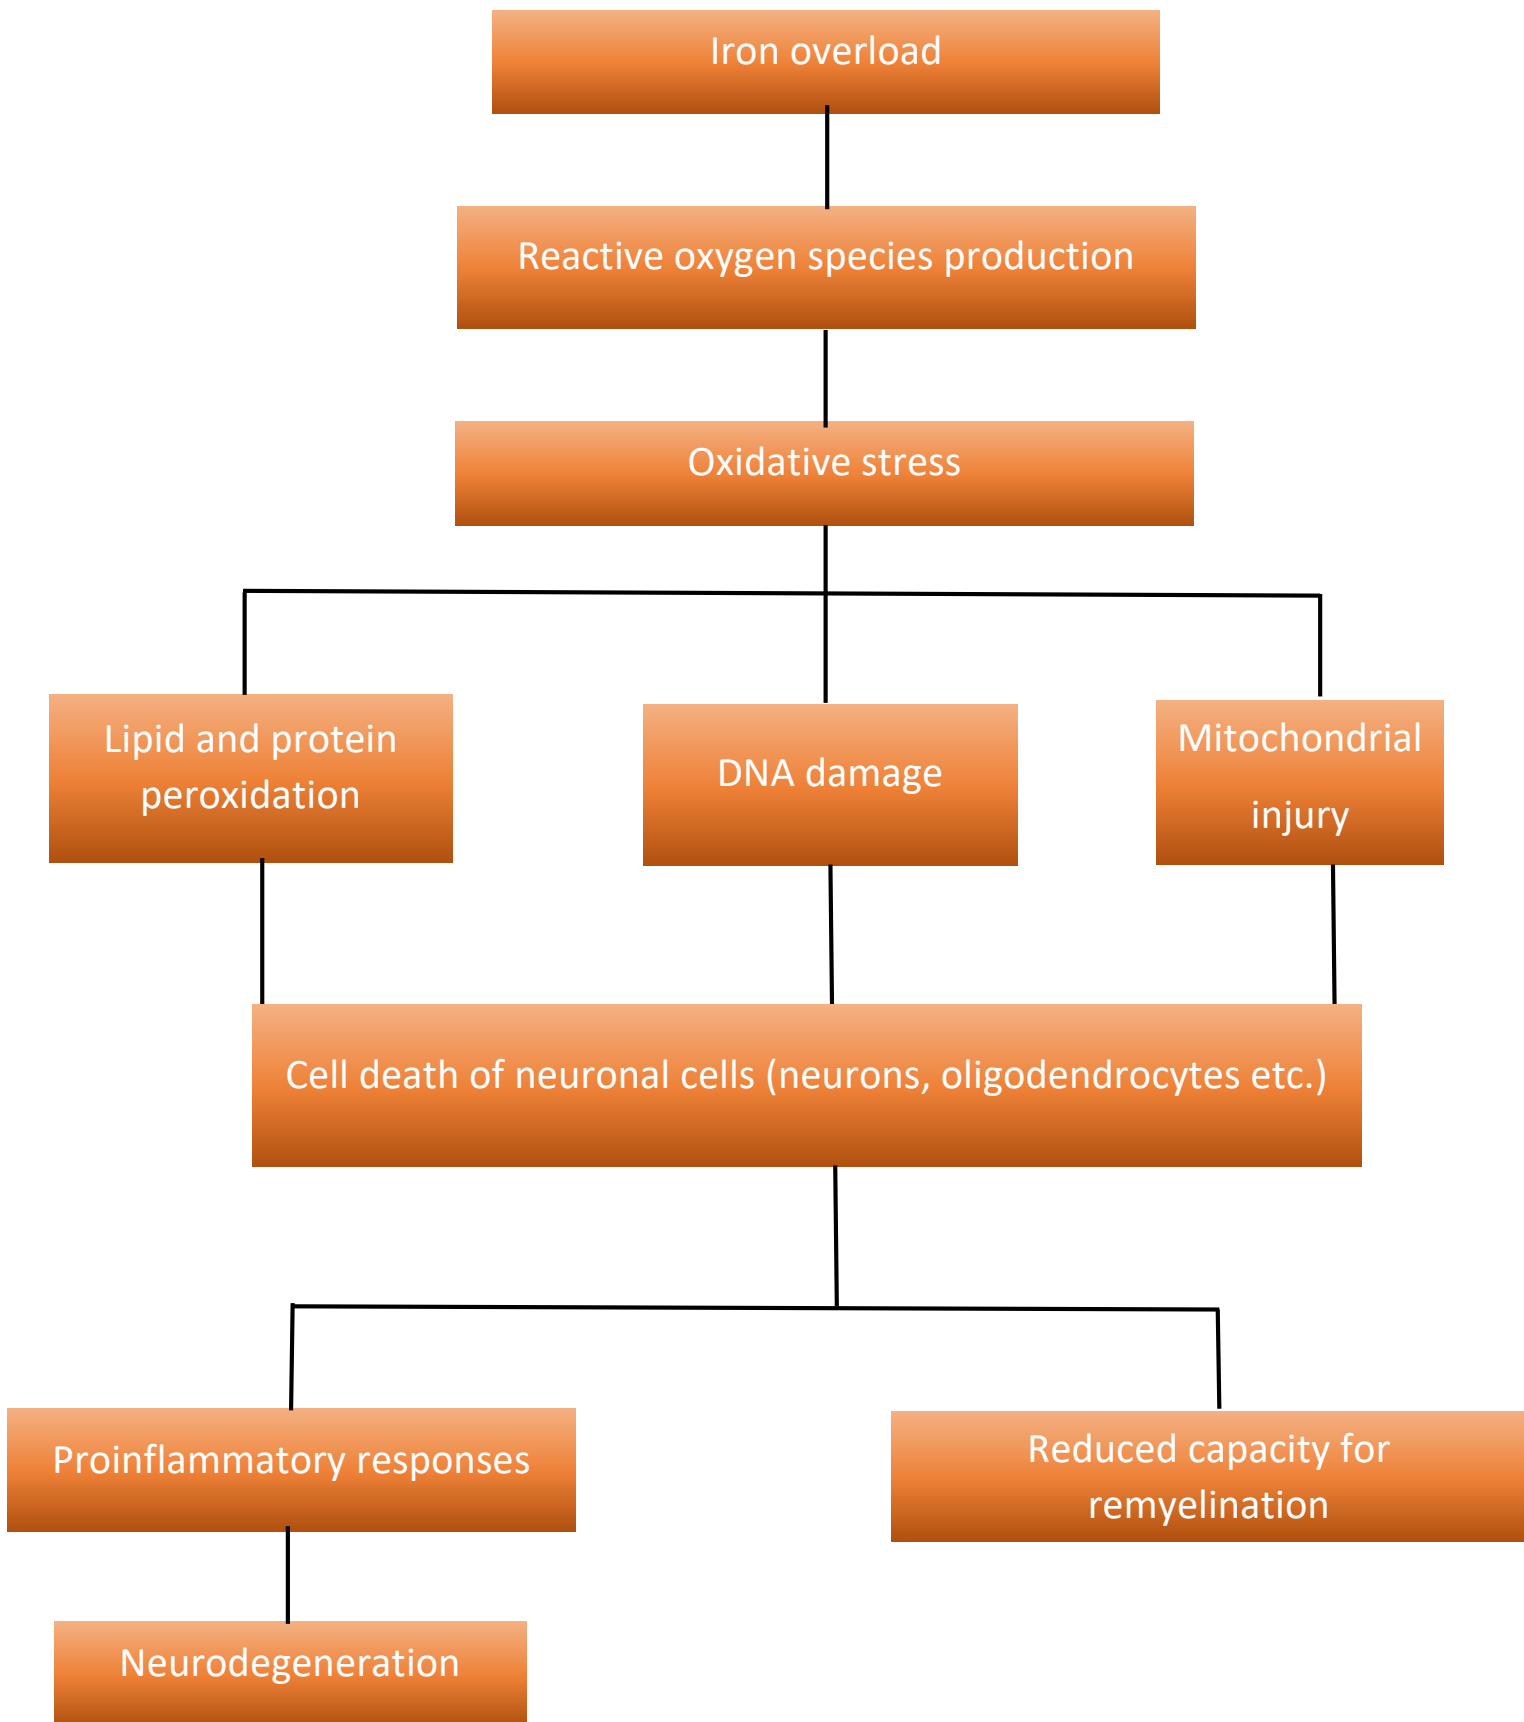 Iron overload
Reactive oxygen species production
Oxidative stress
Lipid and protein
peroxidation
DNA damage
Mitochondrial
injury
Cell death of neuronal cells (neurons, oligodendrocytes etc.)
Proinflammatory responses
Reduced capacity for
remyelination
Neurodegeneration